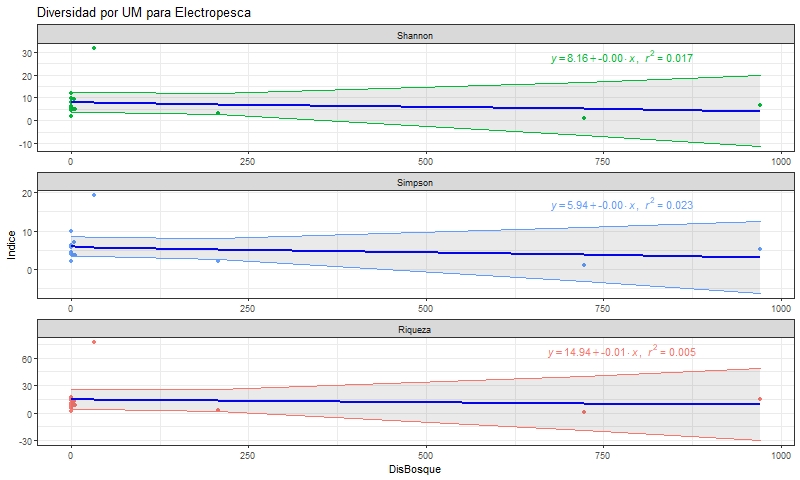 Diversidad por UM para Electropesca
Shannon
y = 8.16 + -0.00 · x, r² = 0.017
30
20
10
0
-10
0 250 500 750 1000
Simpson
y = 5.94 + -0.00 · x, r² = 0.023
20
10
0
0 250 500 750 1000
Indice
Riqueza
y = 14.94 + -0.01 · x, r² = 0.005
60
30
0
-30
0 250 500 750 1000
DisBosque